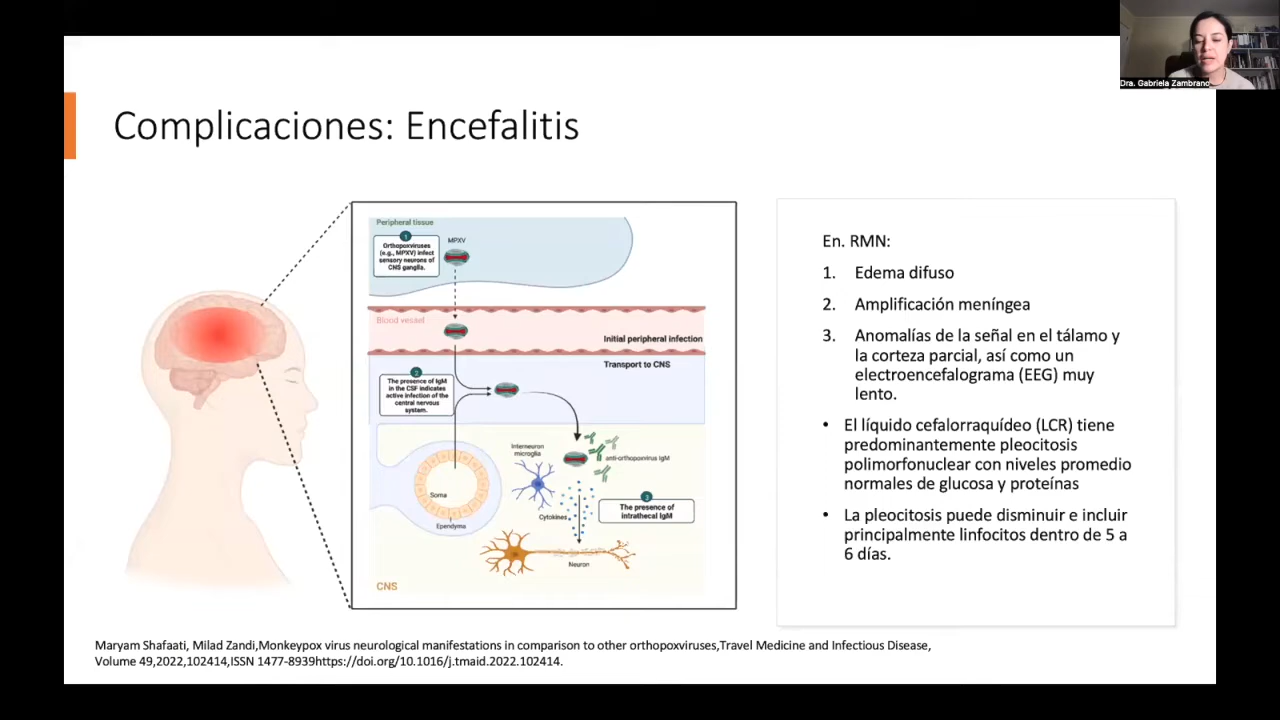 Dra. Gabriela Zambrano
Complicaciones: Encefalitis
Peripheral tissue
1
Orthopoxviruses
(e.g., MPXV) infect
sensory neurons of
CNS ganglia.
MPXV
Blood vessel
Initial peripheral infection
Transport to CNS
2
The presence of IgM
in the CSF indicates
active infection of the
central nervous
system.
Interneuron
microglia
anti-orthopoxvirus IgM
Soma
Ependyma
Cytokines
3
The presence of
intrathecal IgM
Neuron
CNS
En. RMN:
1. Edema difuso
2. Amplificación meníngea
3. Anomalías de la señal en el tálamo y
la corteza parcial, así como un
electroencefalograma (EEG) muy
lento.
• El líquido cefalorraquídeo (LCR) tiene
predominantemente pleocitosis
polimorfonuclear con niveles promedio
normales de glucosa y proteínas
• La pleocitosis puede disminuir e incluir
principalmente linfocitos dentro de 5 a
6 días.
Maryam Shafaati, Milad Zandi,Monkeypox virus neurological manifestations in comparison to other orthopoxviruses,Travel Medicine and Infectious Disease,
Volume 49,2022,102414,ISSN 1477-8939https://doi.org/10.1016/j.tmaid.2022.102414.